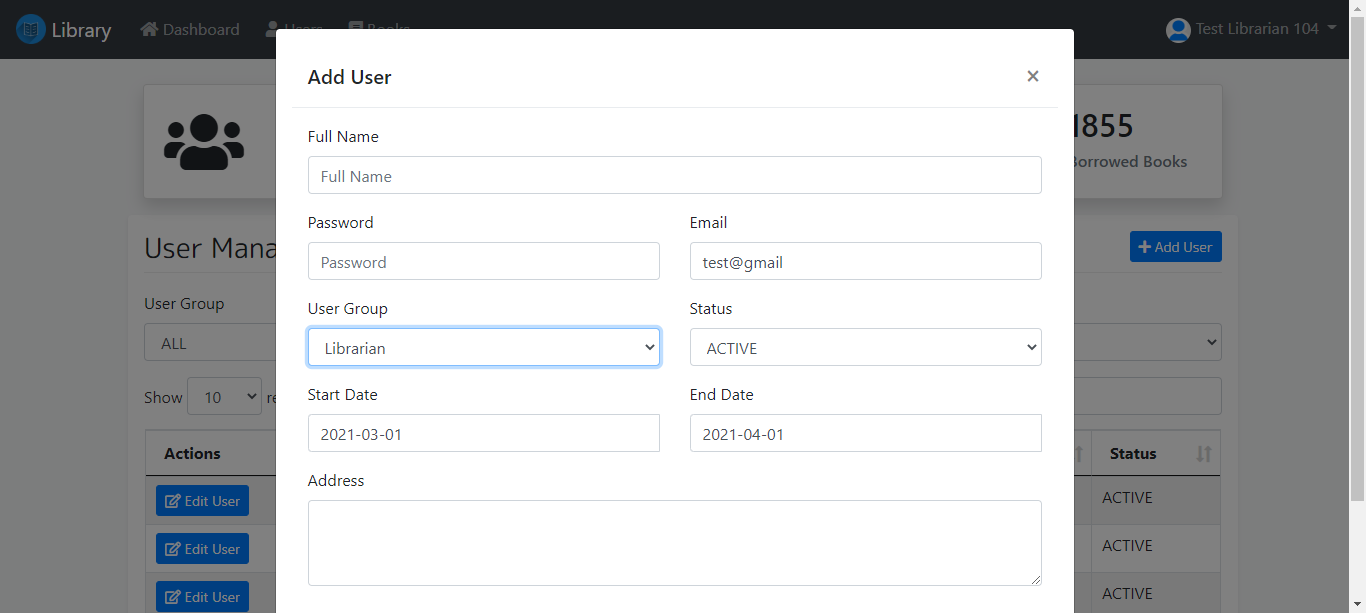 Library Dashboard Users Books Test Librarian 104
Add User ×
1855
Borrowed Books
Full Name
Full Name
Password Email
Password test@gmail
User Mana
Add User
User Group Status
User Group
Librarian ACTIVE
ALL
Start Date End Date
Show 10 re
2021-03-01 2021-04-01
Actions Status
Address
Edit User ACTIVE
Edit User ACTIVE
Edit User ACTIVE